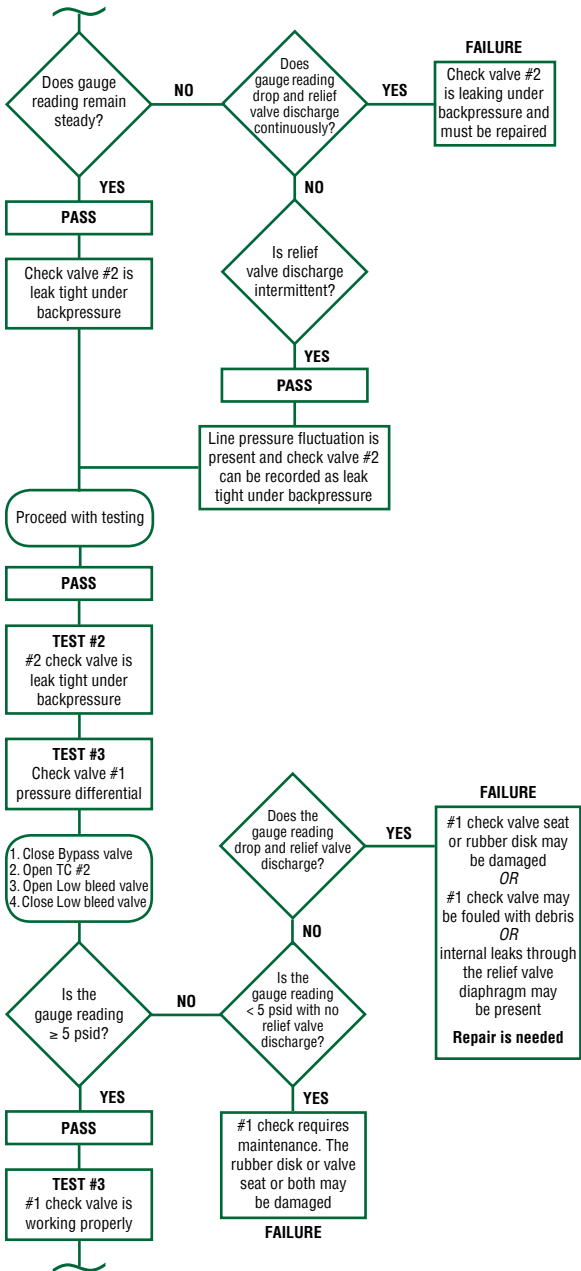 Does gauge
reading remain
steady?
NO
Does
gauge reading
drop and relief
valve discharge
continuously?
YES
FAILURE
Check valve #2
is leaking under
backpressure and
must be repaired
YES
PASS
Check valve #2 is
leak tight under
backpressure
NO
Is relief
valve discharge
intermittent?
YES
PASS
Line pressure fluctuation is
present and check valve #2
can be recorded as leak
tight under backpressure
Proceed with testing
PASS
TEST #2
#2 check valve is
leak tight under
backpressure
TEST #3
Check valve #1
pressure differential
1. Close Bypass valve
2. Open TC #2
3. Open Low bleed valve
4. Close Low bleed valve
Is the
gauge reading
≥ 5 psid?
NO
Is the
gauge reading
< 5 psid with no
relief valve
discharge?
NO
Does the
gauge reading
drop and relief valve
discharge?
YES
FAILURE
#1 check valve seat
or rubber disk may
be damaged
OR
#1 check valve may
be fouled with debris
OR
internal leaks through
the relief valve
diaphragm may
be present
Repair is needed
YES
#1 check requires
maintenance. The
rubber disk or valve
seat or both may
be damaged
FAILURE
YES
PASS
TEST #3
#1 check valve is
working properly